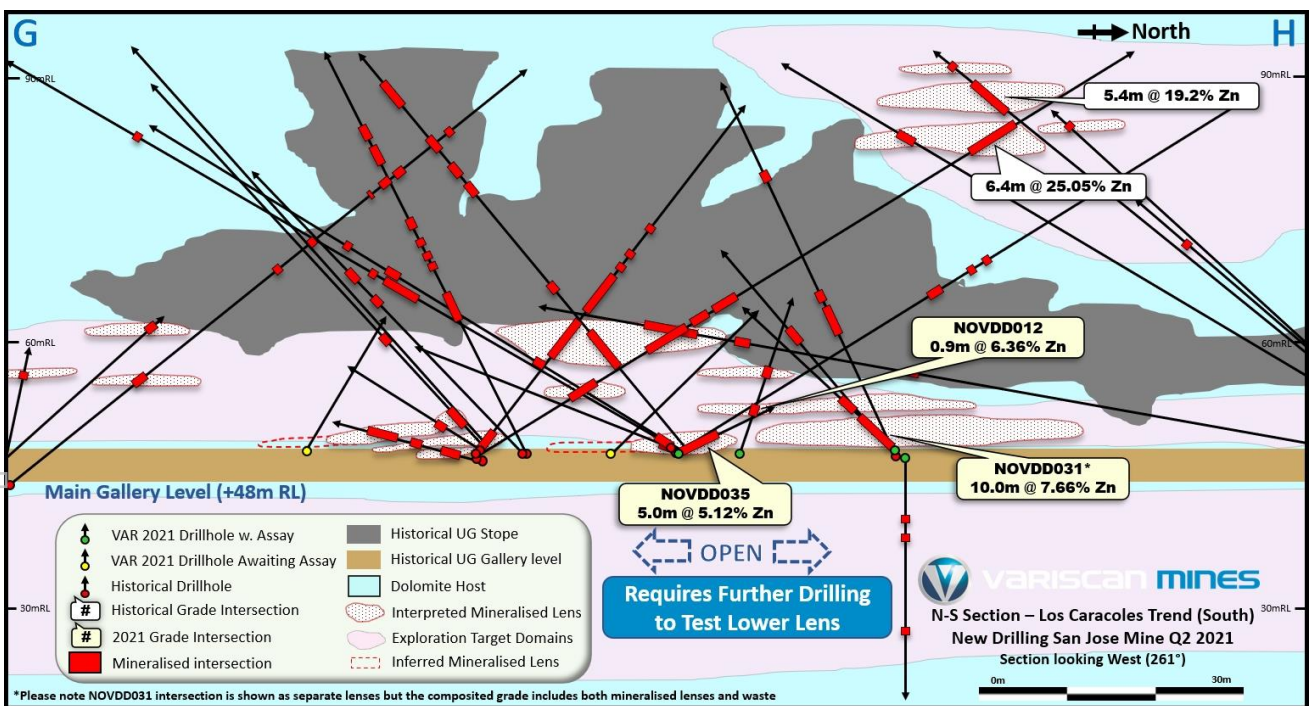 G
North
H
90mRL
90mRL
5.4m @ 19.2% Zn
6.4m @ 25.05% Zn
60mRL
60mRL
NOVDD012
0.9m @ 6.36% Zn
NOVDD031*
10.0m @ 7.66% Zn
NOVDD035
5.0m @ 5.12% Zn
Main Gallery Level (+48m RL)
VAR 2021 Drillhole w. Assay
VAR 2021 Drillhole Awaiting Assay
Historical Drillhole
# Historical Grade Intersection
# 2021 Grade Intersection
Mineralised intersection
Historical UG Stope
Historical UG Gallery level
Dolomite Host
Interpreted Mineralised Lens
Exploration Target Domains
Inferred Mineralised Lens
OPEN
Requires Further Drilling
to Test Lower Lens
30mRL
30mRL
VARISCAN MINES
N-S Section – Los Caracoles Trend (South)
New Drilling San Jose Mine Q2 2021
Section looking West (261°)
0m 30m
*Please note NOVDD031 intersection is shown as separate lenses but the composited grade includes both mineralised lenses and waste